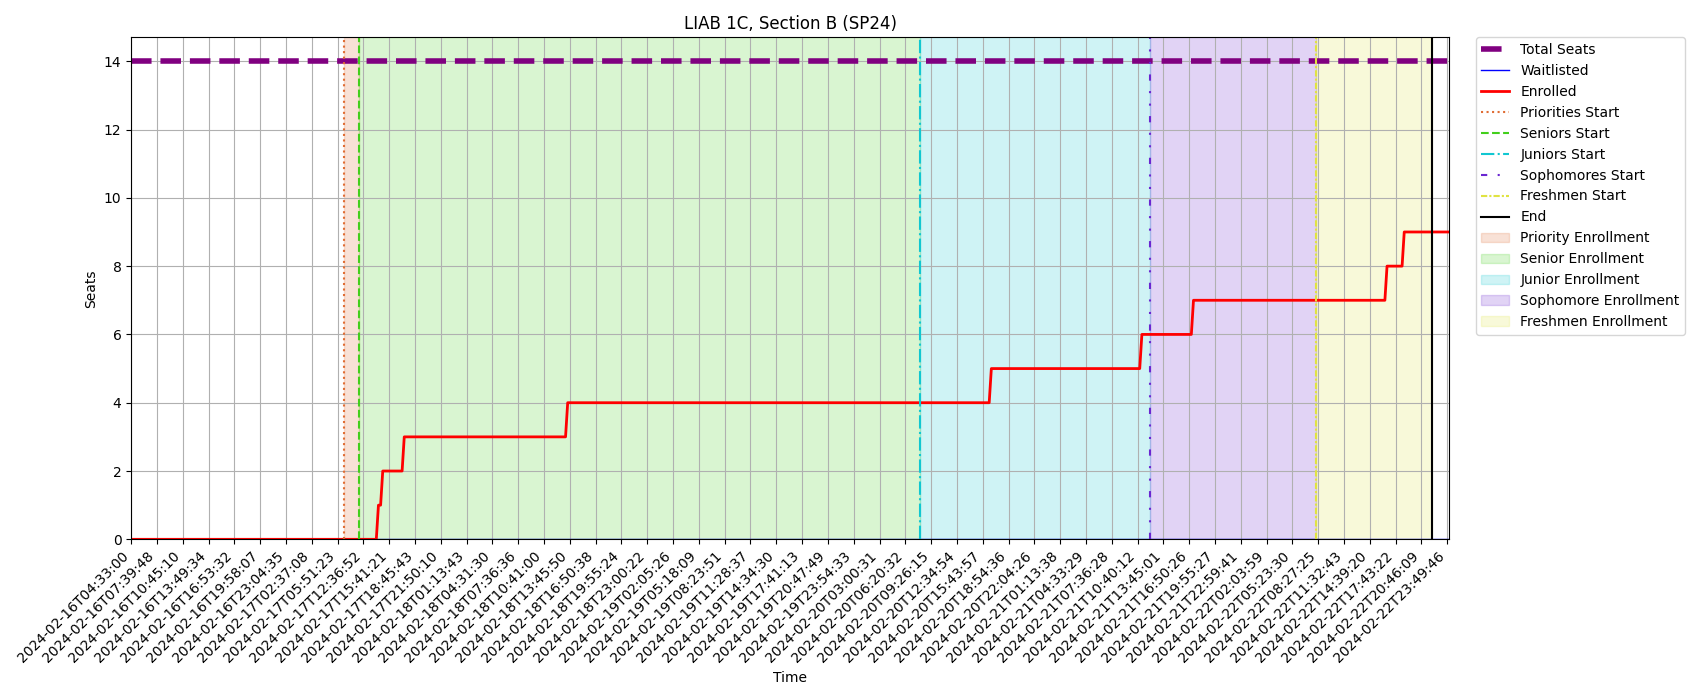 LIAB 1C, Section B (SP24)
Seats
14
12
10
8
6
4
2
0
2024-02-16T04:33:00
2024-02-16T07:39:48
2024-02-16T10:45:10
2024-02-16T13:49:34
2024-02-16T16:53:32
2024-02-16T19:58:07
2024-02-16T23:04:35
2024-02-17T02:37:08
2024-02-17T05:51:23
2024-02-17T12:36:52
2024-02-17T15:41:21
2024-02-17T18:45:43
2024-02-17T21:50:10
2024-02-18T01:13:43
2024-02-18T04:31:30
2024-02-18T07:36:36
2024-02-18T10:41:00
2024-02-18T13:45:50
2024-02-18T16:50:38
2024-02-18T19:55:24
2024-02-18T23:00:22
2024-02-19T02:05:26
2024-02-19T05:18:09
2024-02-19T08:23:51
2024-02-19T11:28:37
2024-02-19T14:34:30
2024-02-19T17:41:13
2024-02-19T20:47:49
2024-02-19T23:54:33
2024-02-20T03:00:31
2024-02-20T06:20:32
2024-02-20T09:26:15
2024-02-20T12:34:54
2024-02-20T15:43:57
2024-02-20T18:54:36
2024-02-20T22:04:26
2024-02-21T01:13:38
2024-02-21T04:33:29
2024-02-21T07:36:28
2024-02-21T10:40:12
2024-02-21T13:45:01
2024-02-21T16:50:26
2024-02-21T19:55:27
2024-02-21T22:59:41
2024-02-22T02:03:59
2024-02-22T05:23:30
2024-02-22T08:27:25
2024-02-22T11:32:43
2024-02-22T14:39:20
2024-02-22T17:43:22
2024-02-22T20:46:09
2024-02-22T23:49:46
Time
Total Seats
Waitlisted
Enrolled
Priorities Start
Seniors Start
Juniors Start
Sophomores Start
Freshmen Start
End
Priority Enrollment
Senior Enrollment
Junior Enrollment
Sophomore Enrollment
Freshmen Enrollment